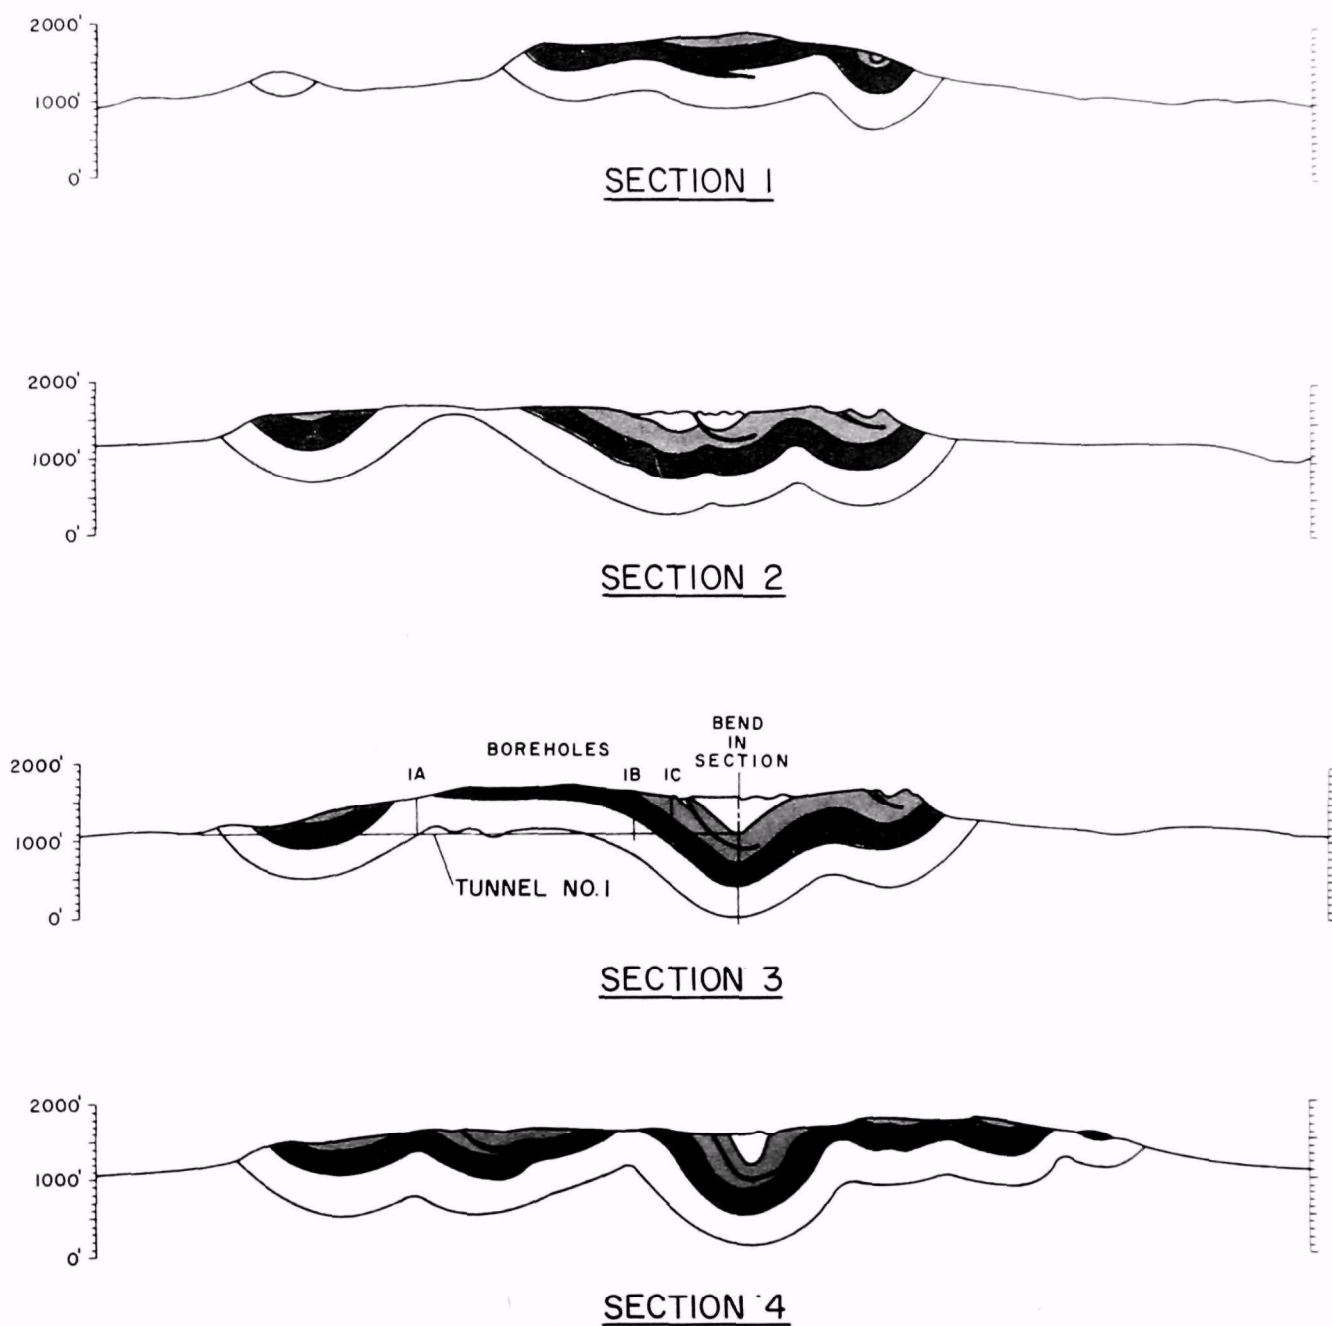 2000'
1000'
0'
SECTION 1
2000'
1000'
0'
SECTION 2
BEND
IN
SECTION
BOREHOLES
1A
1B
1C
2000'
1000'
0'
TUNNEL NO. 1
SECTION 3
2000'
1000'
0'
SECTION 4